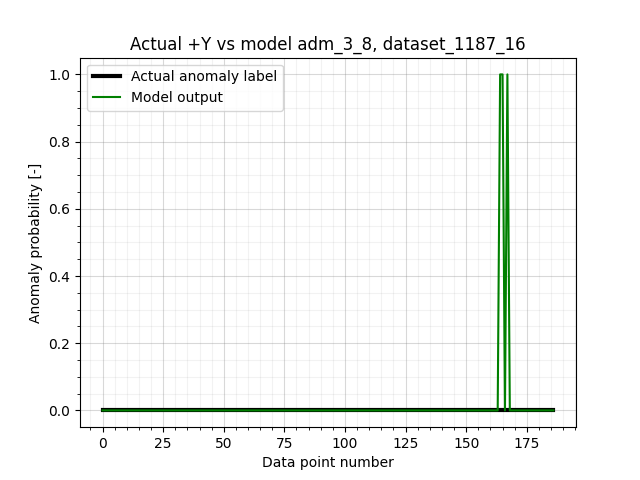 Actual +Y vs model adm_3_8, dataset_1187_16
Actual anomaly label
Model output
1.0
0.8
0.6
0.4
0.2
0.0
Anomaly probability [-]
0 25 50 75 100 125 150 175
Data point number